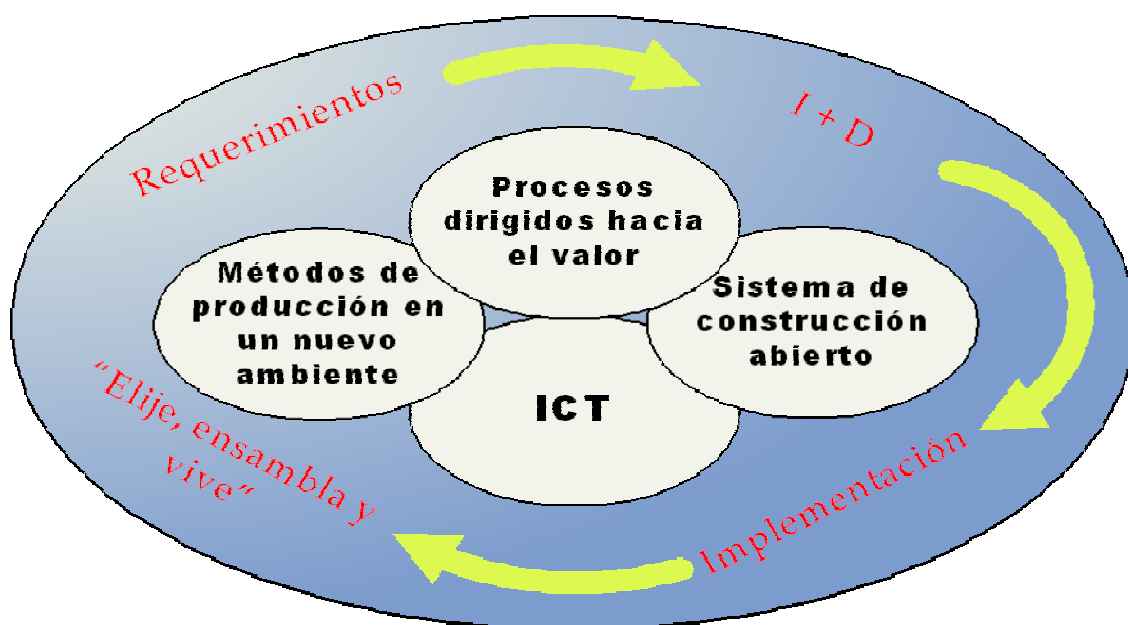 Requerimientos
I + D
Procesos
dirigidos hacia
el valor
Métodos de
producción en
un nuevo
ambiente
Sistema de
construcción
abierto
ICT
“Elije, ensambla y
vive“
Implementación